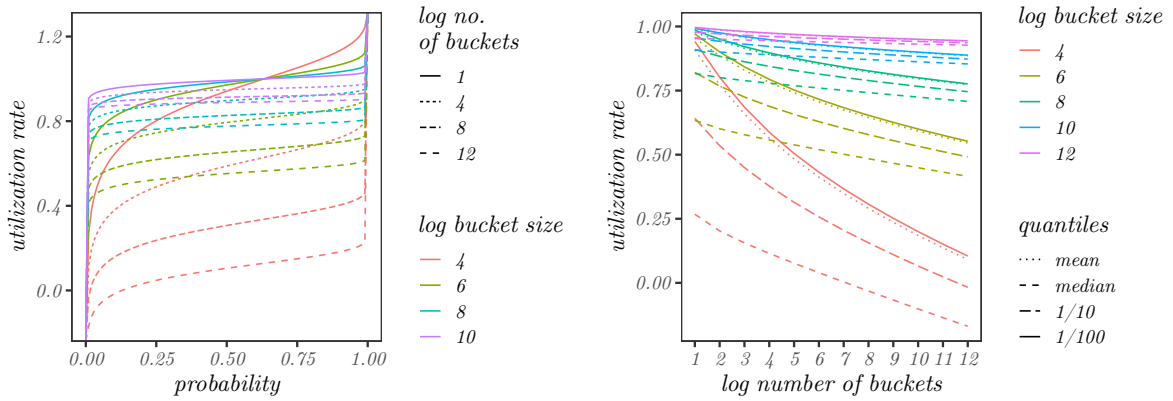 1.2
0.8
0.4
0.0
utilization rate
0.00 0.25 0.50 0.75 1.00
probability
log no.
of buckets
1
4
8
12
log bucket size
4
6
8
10
1.00
0.75
0.50
0.25
0.00
utilization rate
1 2 3 4 5 6 7 8 9 10 11 12
log number of buckets
log bucket size
4
6
8
10
12
quantiles
mean
median
1/10
1/100